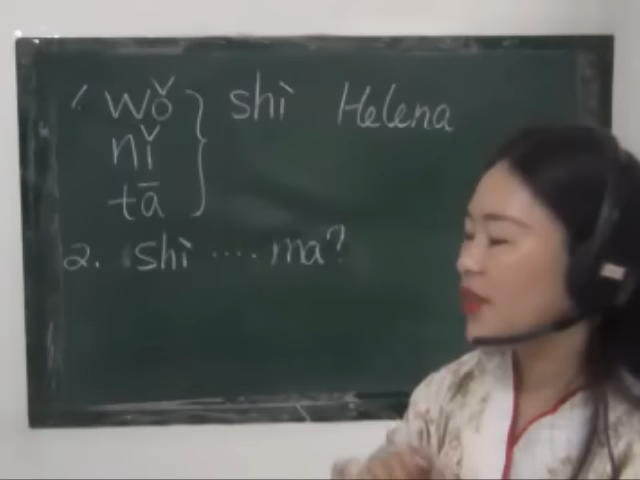 1. wǒ } shì Helena
nǐ
tā
2. shì .... ma?